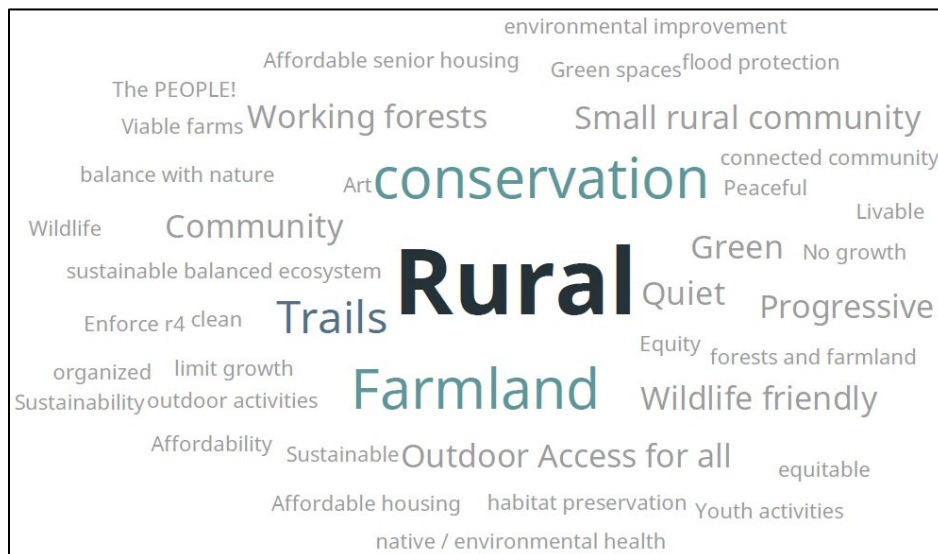 environmental improvement
Affordable senior housing
Green spaces
flood protection
The PEOPLE!
Viable farms
Working forests
Small rural community
balance with nature
Art
conservation
connected community
Peaceful
Livable
Wildlife
Community
Green
No growth
sustainable balanced ecosystem
Rural
Quiet
Trails
Progressive
Enforce r4
clean
Equity
forests and farmland
organized
limit growth
Farmland
Wildlife friendly
Sustainability
outdoor activities
Affordability
Sustainable
Outdoor Access for all
equitable
Affordable housing
habitat preservation
Youth activities
native / environmental health